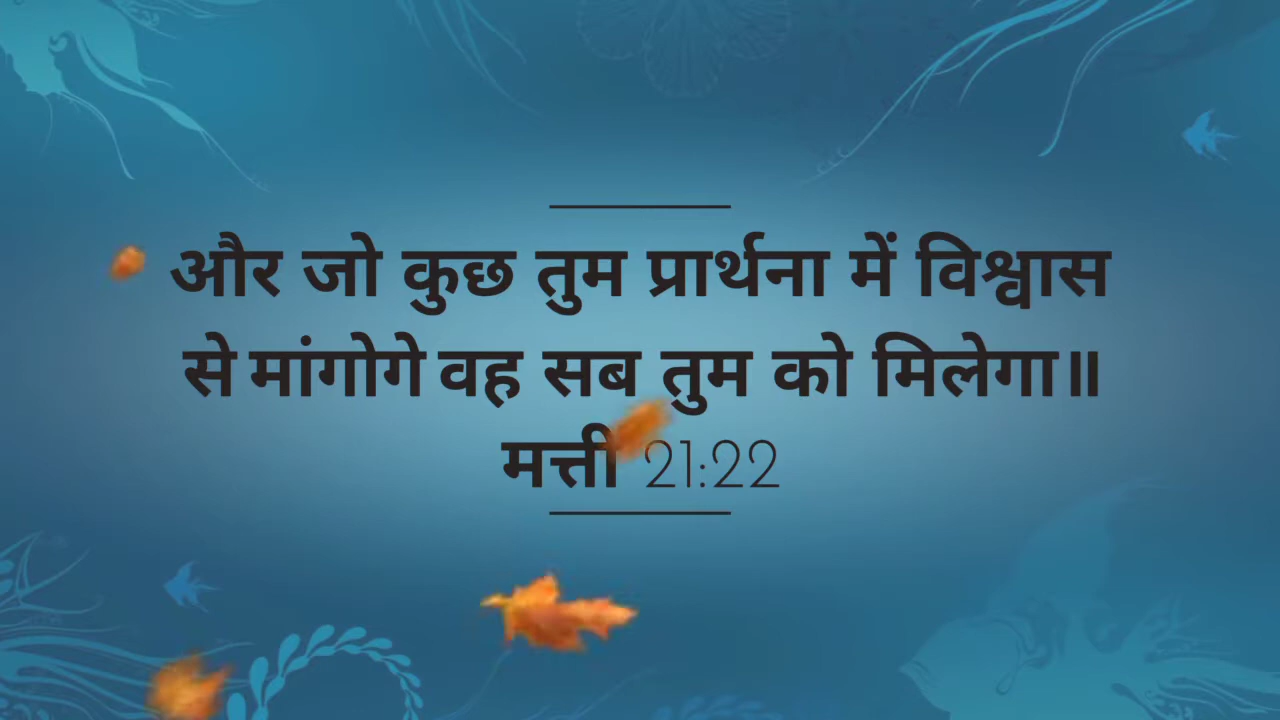 और जो कुछ तुम प्रार्थना में विश्वास
से मांगोगे वह सब तुम को मिलेगा॥
मत्ती 21:22